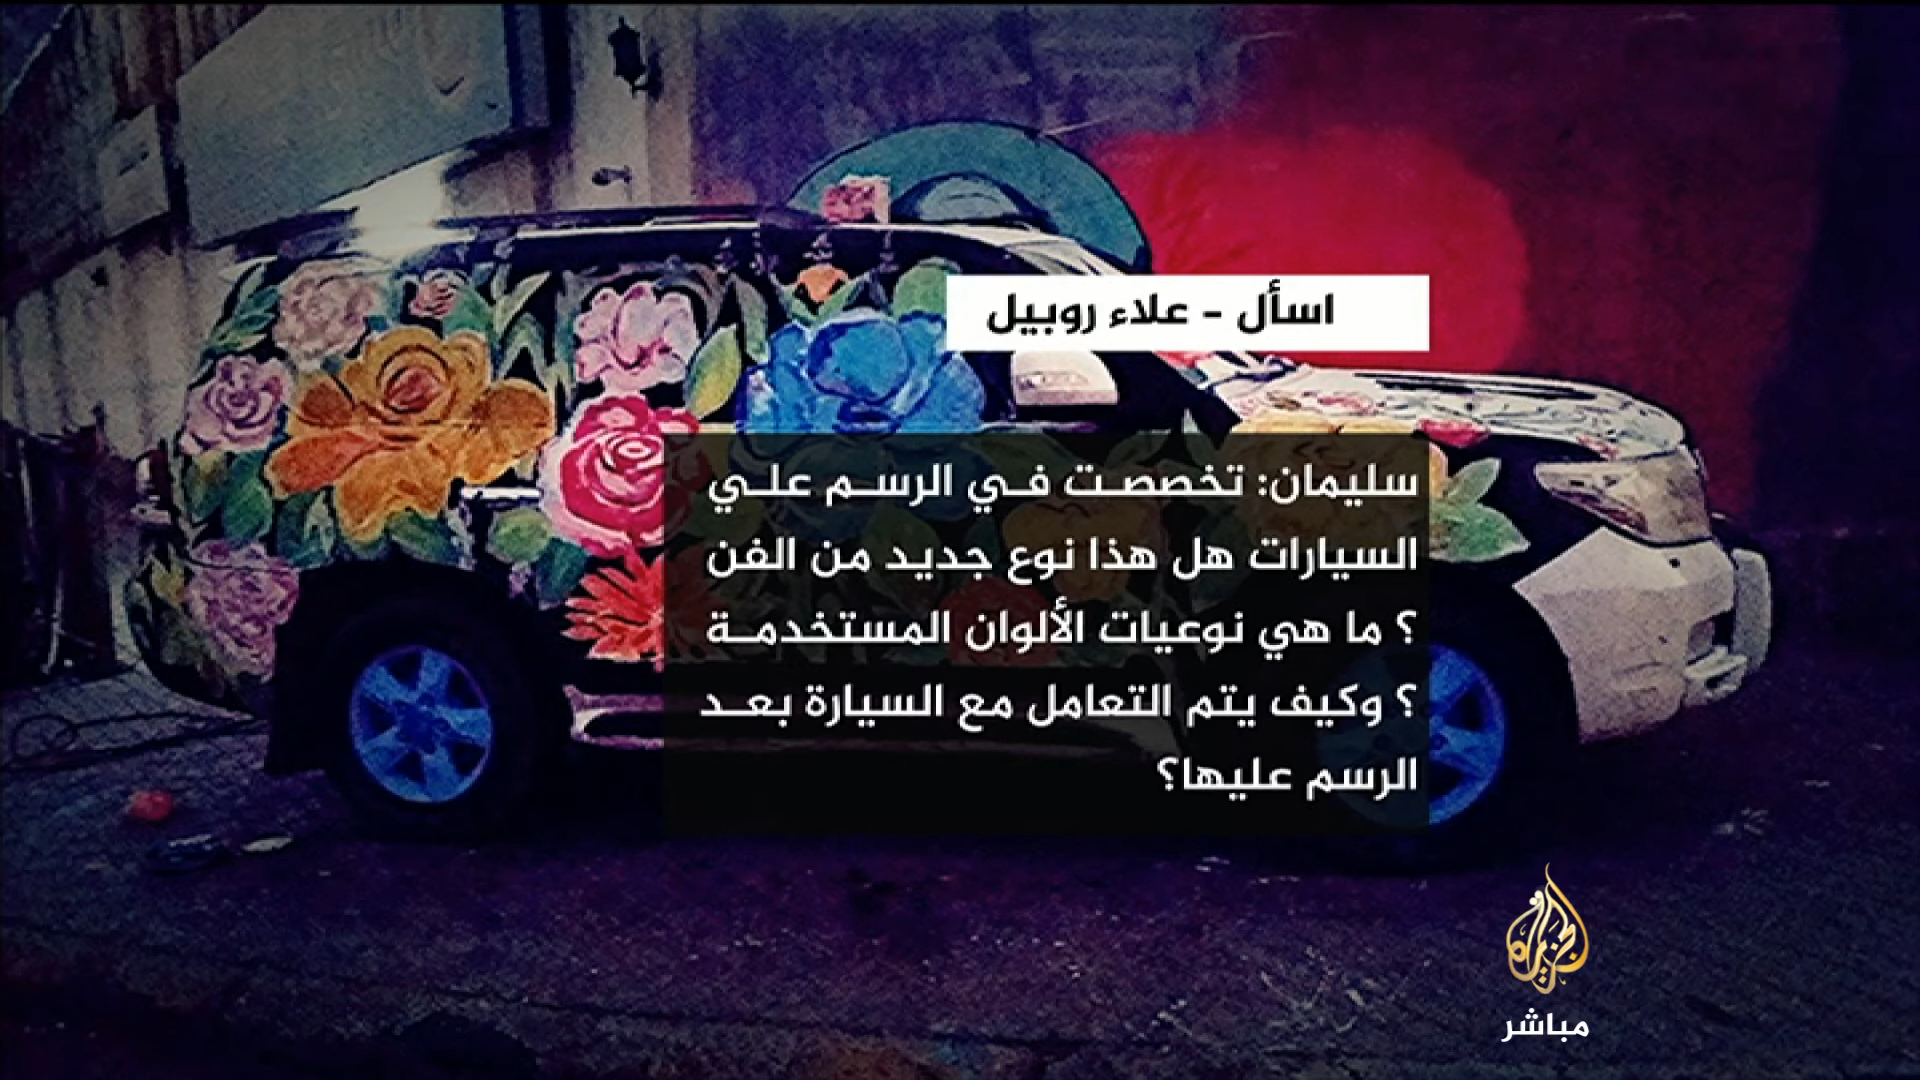 اسأل - علاء روبيل
سليمان: تخصصت في الرسم علي
السيارات هل هذا نوع جديد من الفن
؟ ما هي نوعيات الألوان المستخدمة
؟ وكيف يتم التعامل مع السيارة بعد
الرسم عليها؟
الجزيرة
مباشر